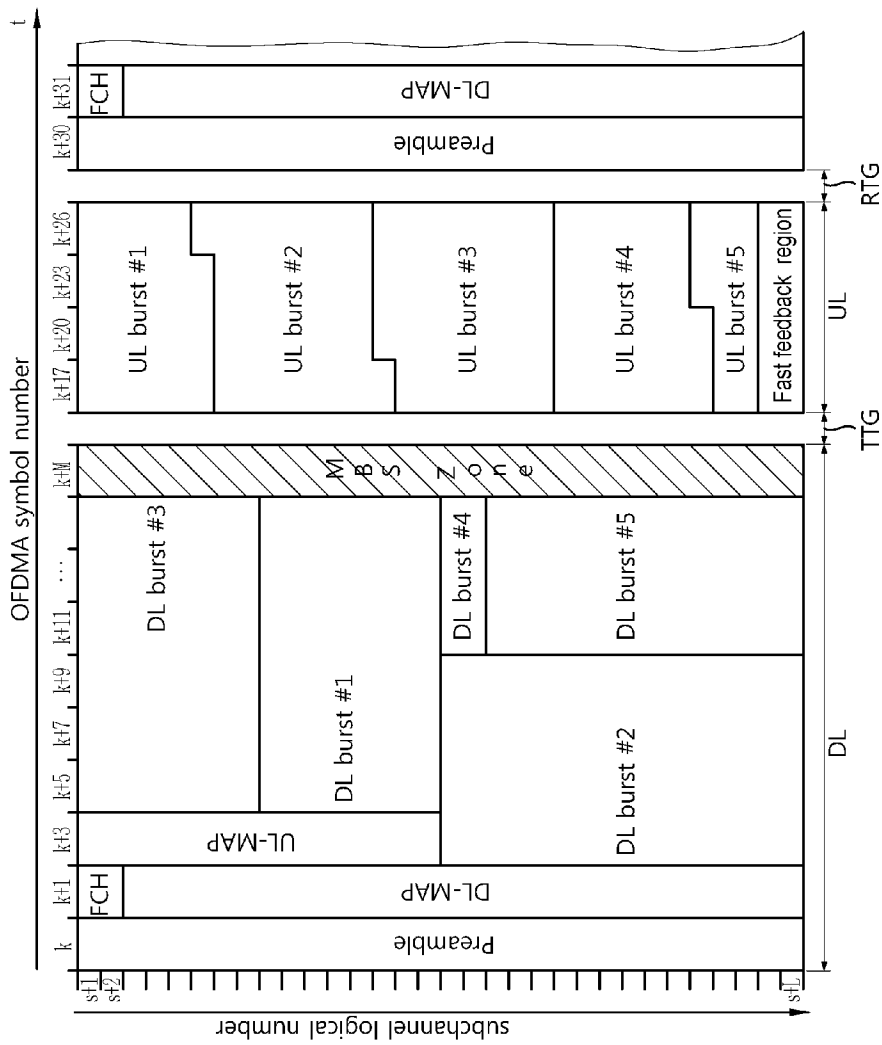 OFDMA symbol number
t
k
k+1
k+3
k+5
k+7
k+9
k+11
...
k+M
k+17
k+20
k+23
k+26
k+30
k+31
subchannel logical number
s+1
s+2
s+L
Preamble
FCH
DL-MAP
UL-MAP
DL burst #3
DL burst #1
DL burst #2
DL burst #4
DL burst #5
MBS Zone
UL burst #1
UL burst #2
UL burst #3
UL burst #4
UL burst #5
Fast feedback region
Preamble
FCH
DL-MAP
DL
TTG
UL
RTG